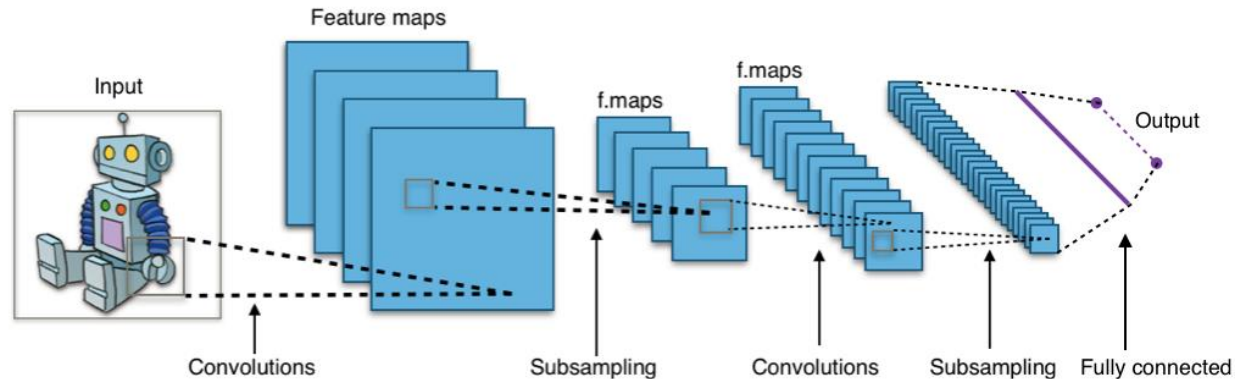 Feature maps
Input
f.maps
f.maps
Output
Convolutions
Subsampling
Convolutions
Subsampling
Fully connected